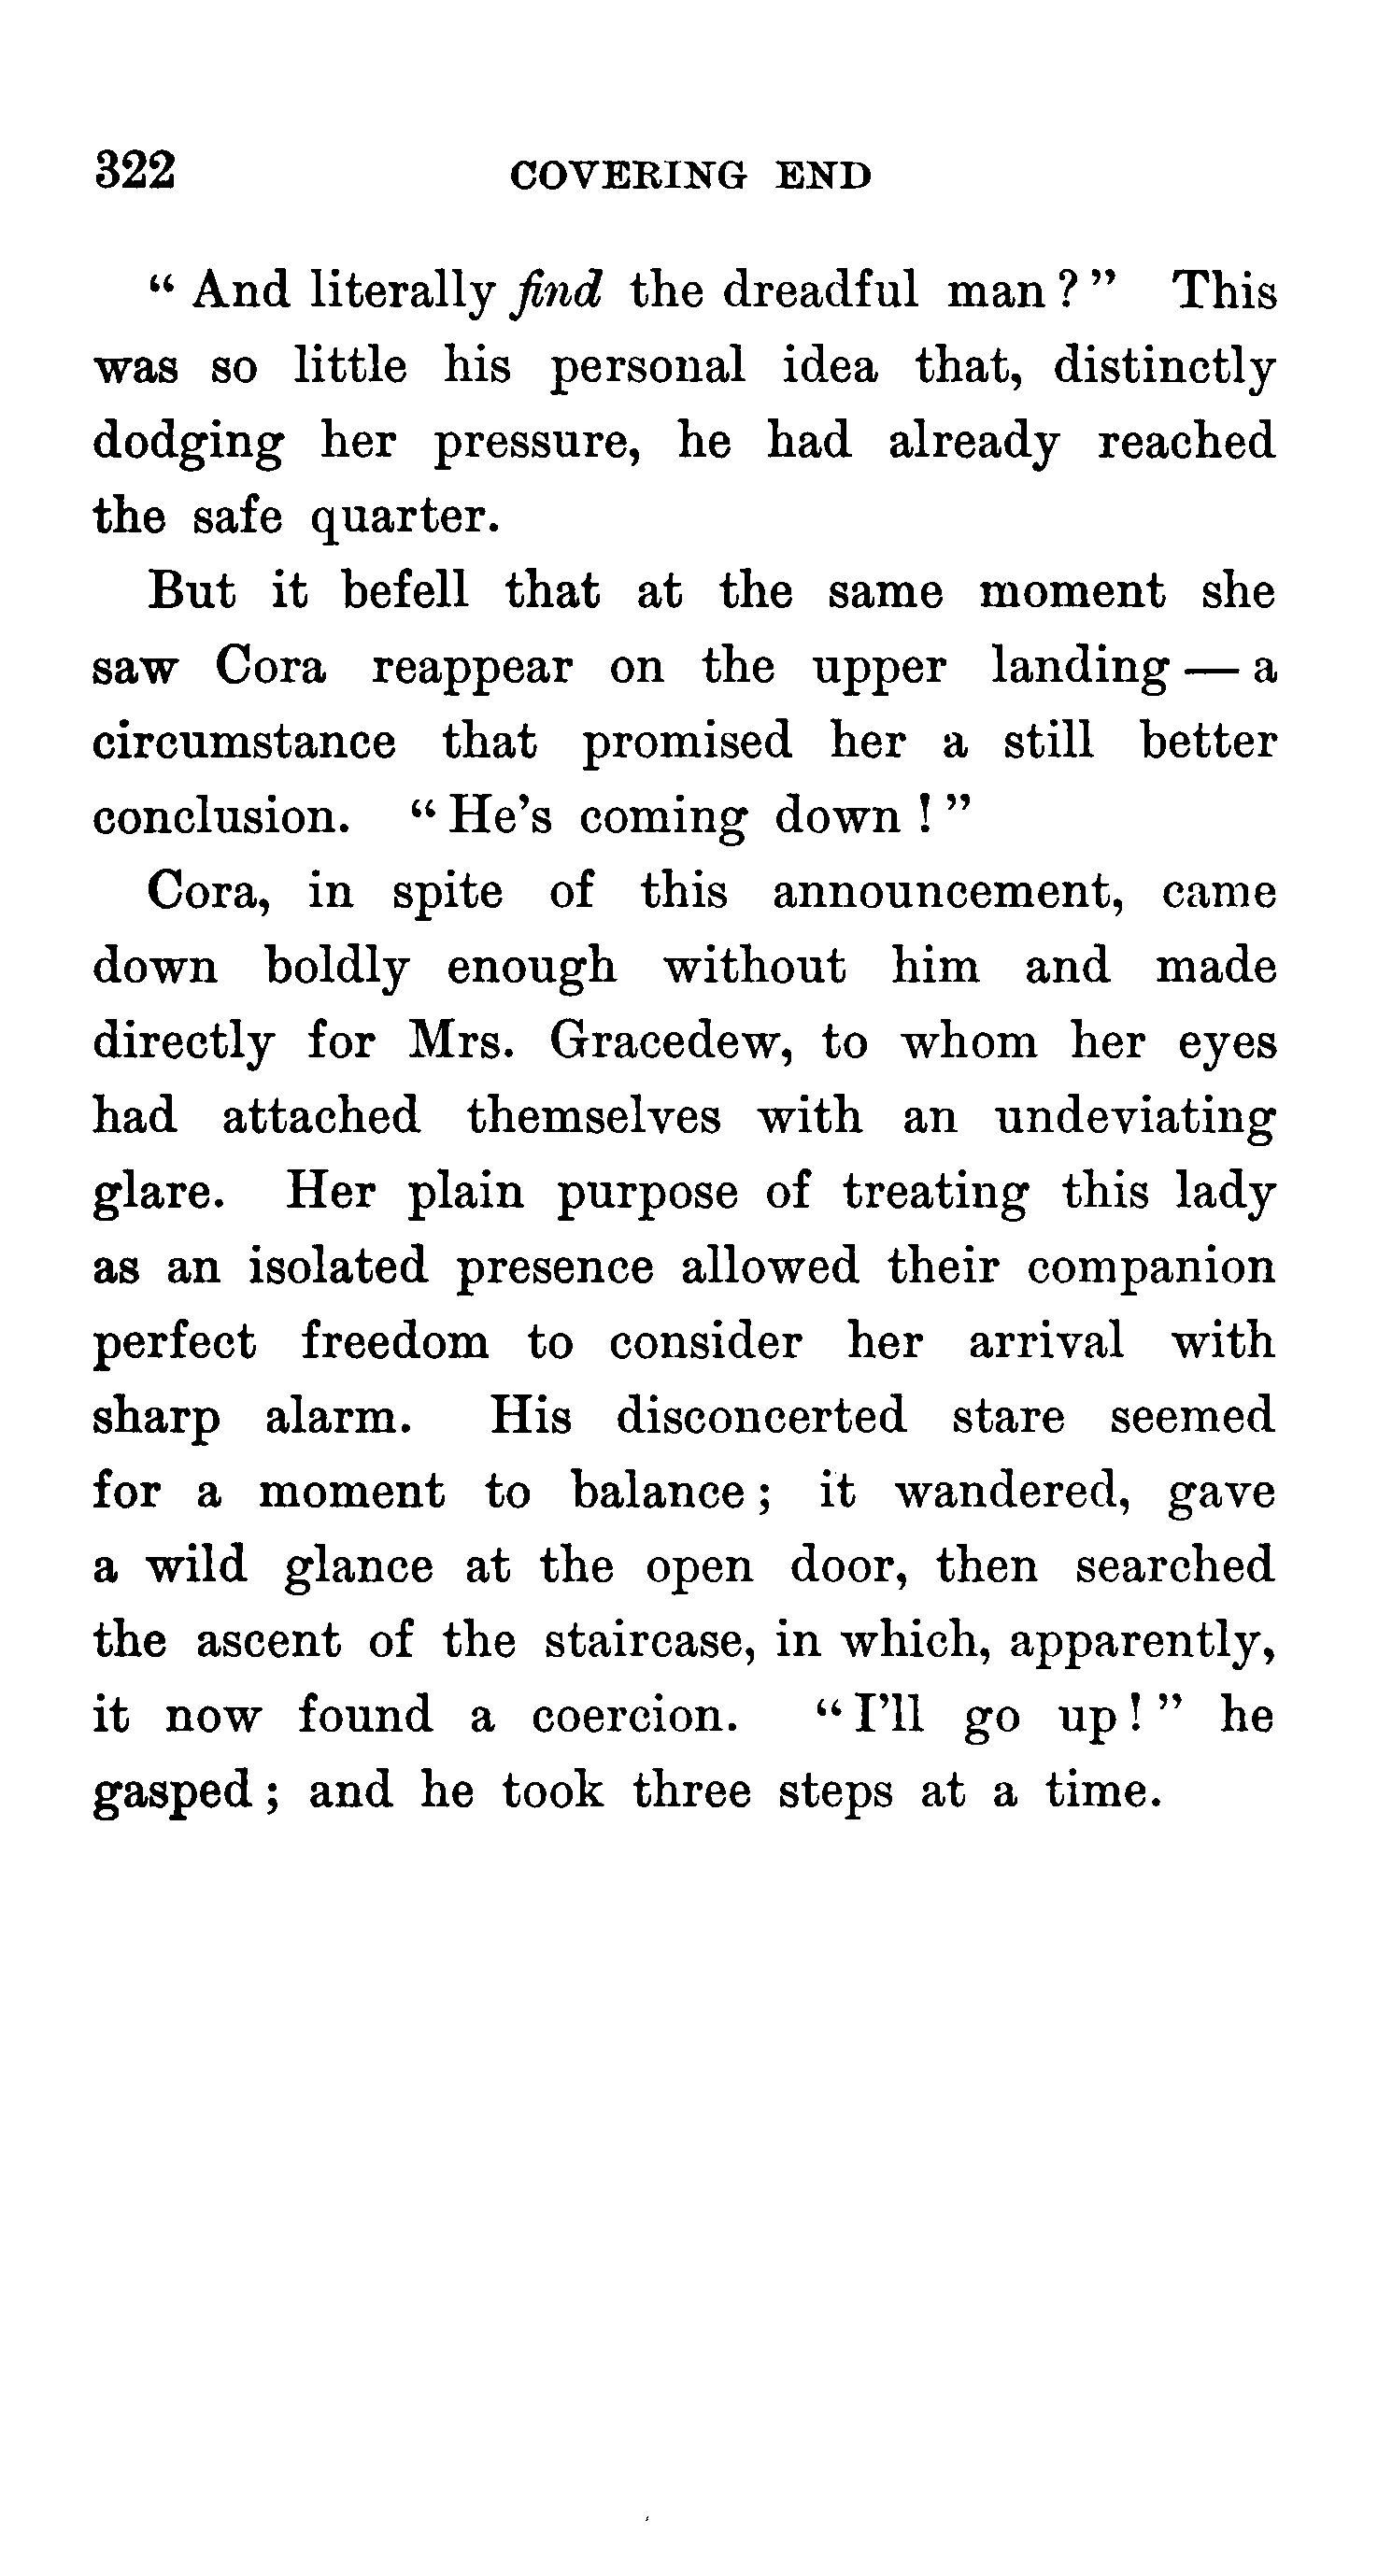 322 COVERING END
“ And literally find the dreadful man ? ” This
was so little his personal idea that, distinctly
dodging her pressure, he had already reached
the safe quarter.
But it befell that at the same moment she
saw Cora reappear on the upper landing — a
circumstance that promised her a still better
conclusion. “ He’s coming down ! ”
Cora, in spite of this announcement, came
down boldly enough without him and made
directly for Mrs. Gracedew, to whom her eyes
had attached themselves with an undeviating
glare. Her plain purpose of treating this lady
as an isolated presence allowed their companion
perfect freedom to consider her arrival with
sharp alarm. His disconcerted stare seemed
for a moment to balance ; it wandered, gave
a wild glance at the open door, then searched
the ascent of the staircase, in which, apparently,
it now found a coercion. “ I’ll go up ! ” he
gasped ; and he took three steps at a time.